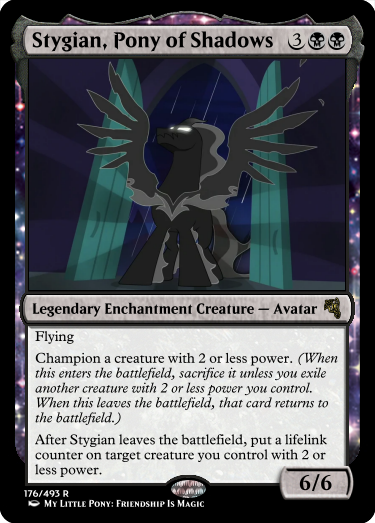 Stygian, Pony of Shadows 3
Legendary Enchantment Creature — Avatar
Flying
Champion a creature with 2 or less power. (When
this enters the battlefield, sacrifice it unless you exile
another creature with 2 or less power you control.
When this leaves the battlefield, that card returns to
the battlefield.)
After Stygian leaves the battlefield, put a lifelink
counter on target creature you control with 2 or
less power.
6/6
176/493 R
My Little Pony: Friendship Is Magic